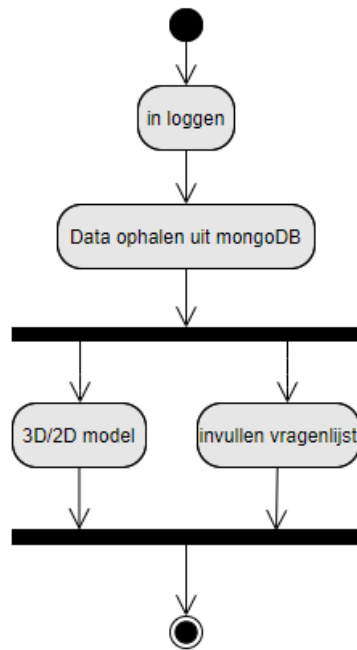 in loggen
Data ophalen uit mongoDB
3D/2D model
invullen vragenlijst